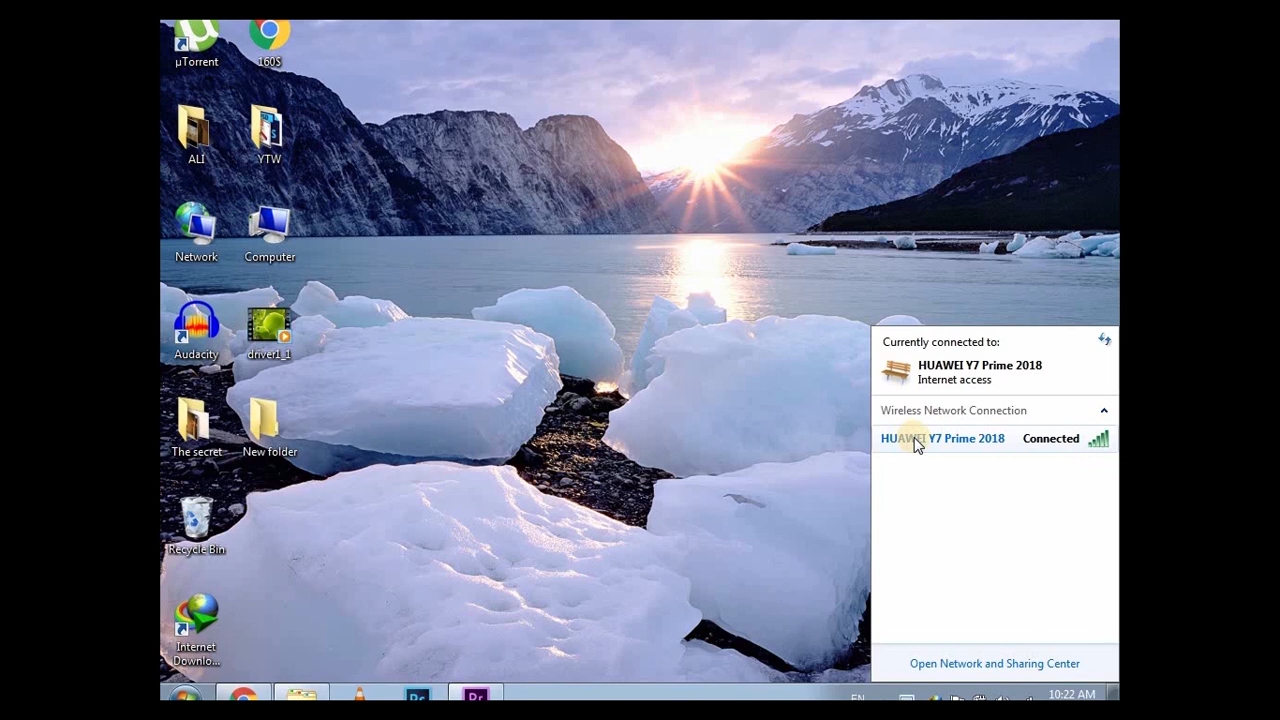 µTorrent
160$
ALI
YTW
Network
Computer
Audacity
driver1_1
The secret
New folder
Recycle Bin
Internet
Downlo...
Currently connected to:
HUAWEI Y7 Prime 2018
Internet access
Wireless Network Connection
HUAWEI Y7 Prime 2018 Connected
Open Network and Sharing Center
Pr
EN
10:22 AM